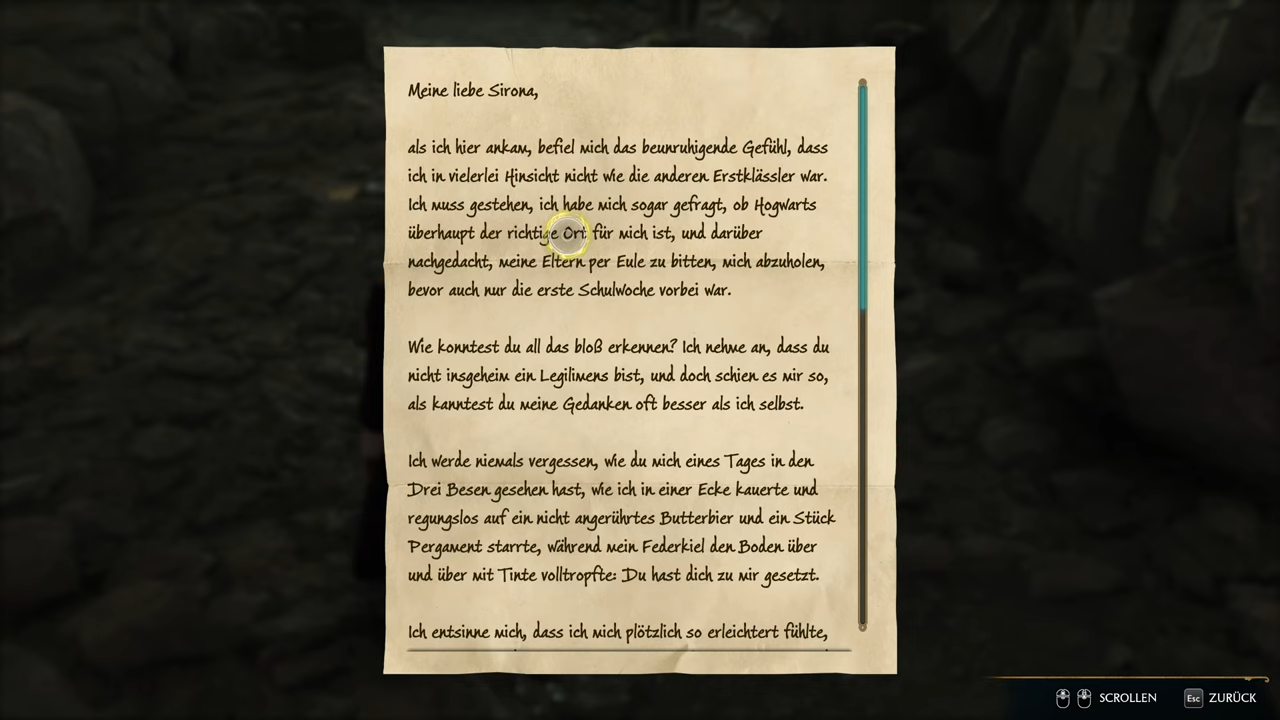 Meine liebe Sirona,
als ich hier ankam, befiel mich das beunruhigende Gefühl, dass
ich in vielerlei Hinsicht nicht wie die anderen Erstklässler war.
Ich muss gestehen, ich habe mich sogar gefragt, ob Hogwarts
überhaupt der richtige Ort für mich ist, und darüber
nachgedacht, meine Eltern per Eule zu bitten, mich abzuholen,
bevor auch nur die erste Schulwoche vorbei war.
Wie konntest du all das bloß erkennen? Ich nehme an, dass du
nicht insgeheim ein Legilimens bist, und doch schien es mir so,
als kanntest du meine Gedanken oft besser als ich selbst.
Ich werde niemals vergessen, wie du mich eines Tages in den
Drei Besen gesehen hast, wie ich in einer Ecke kauerte und
regungslos auf ein nicht angerührtes Butterbier und ein Stück
Pergament starrte, während mein Federkiel den Boden über
und über mit Tinte volltropfte: Du hast dich zu mir gesetzt.
Ich entsinne mich, dass ich mich plötzlich so erleichtert fühlte,
SCROLLEN
Esc ZURÜCK